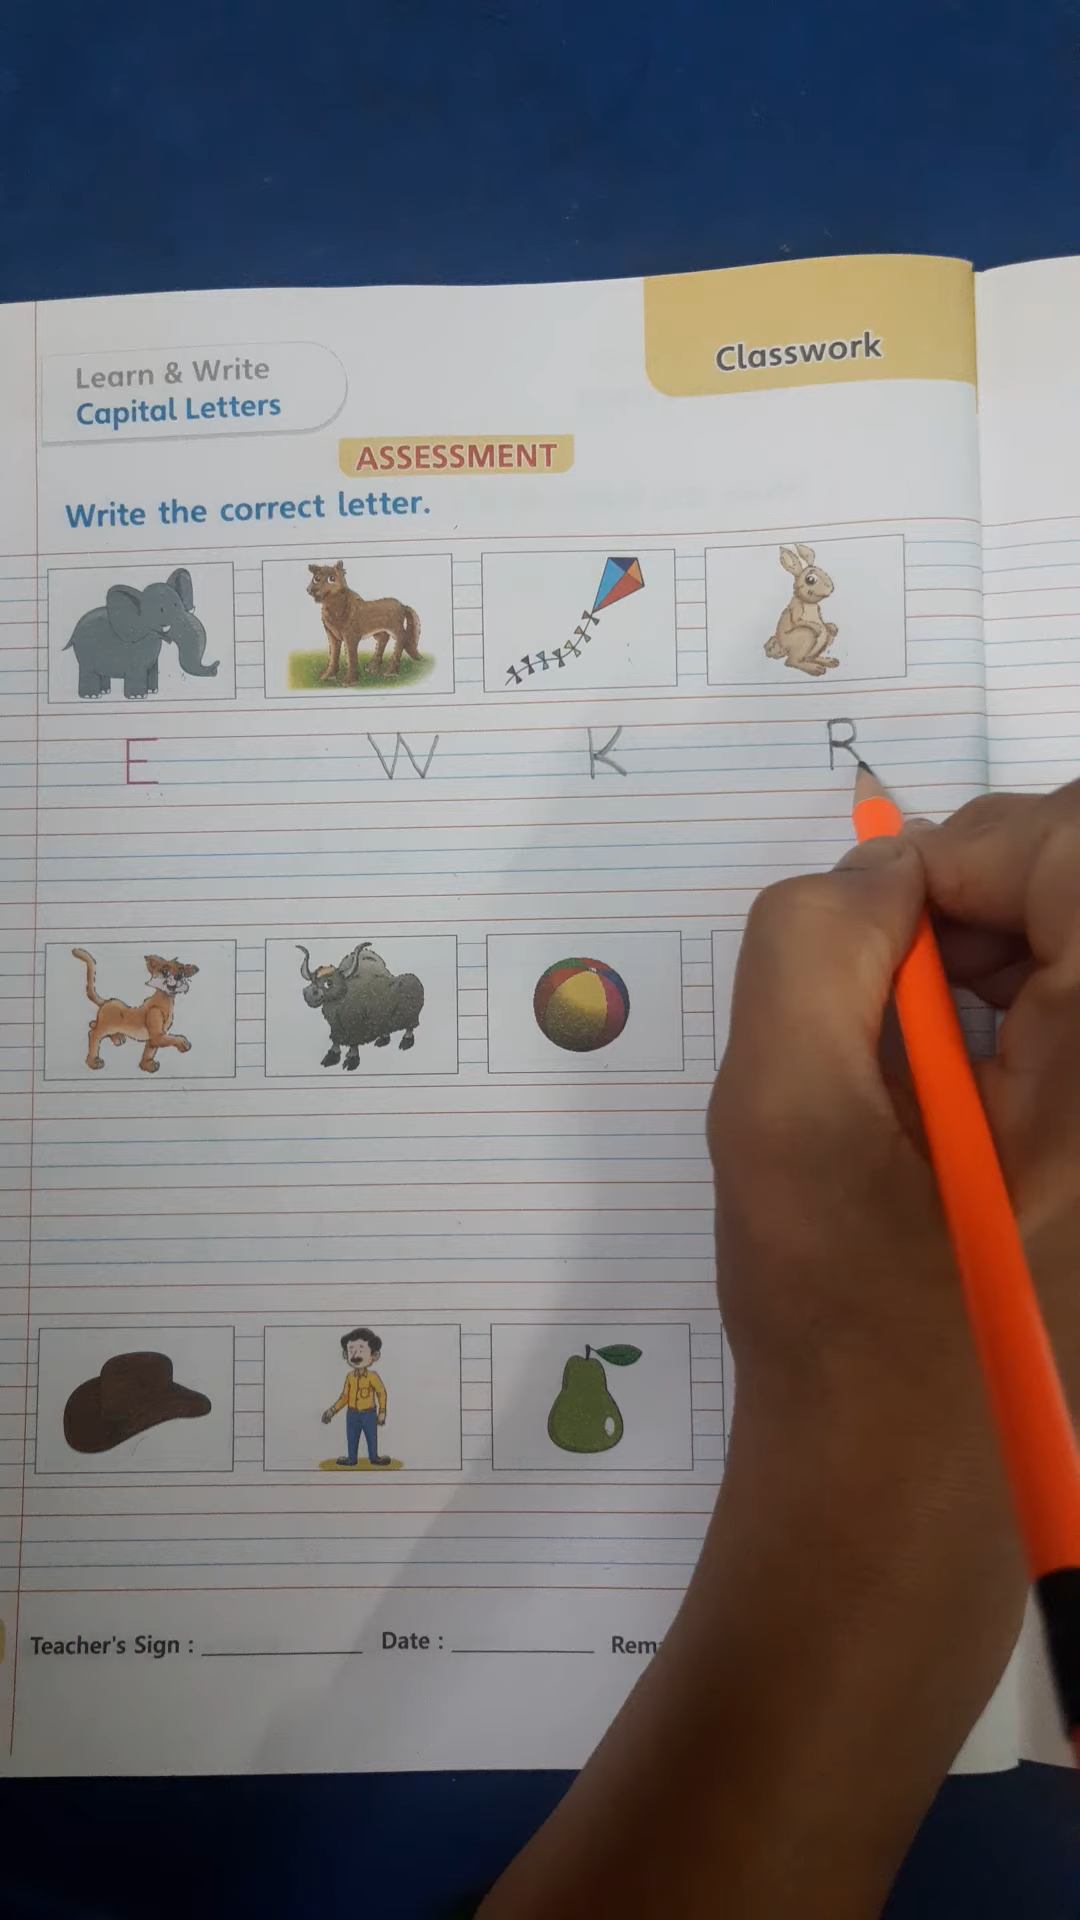 Learn & Write
Capital Letters
Classwork
ASSESSMENT
Write the correct letter.
E W K R
Teacher's Sign : Date :